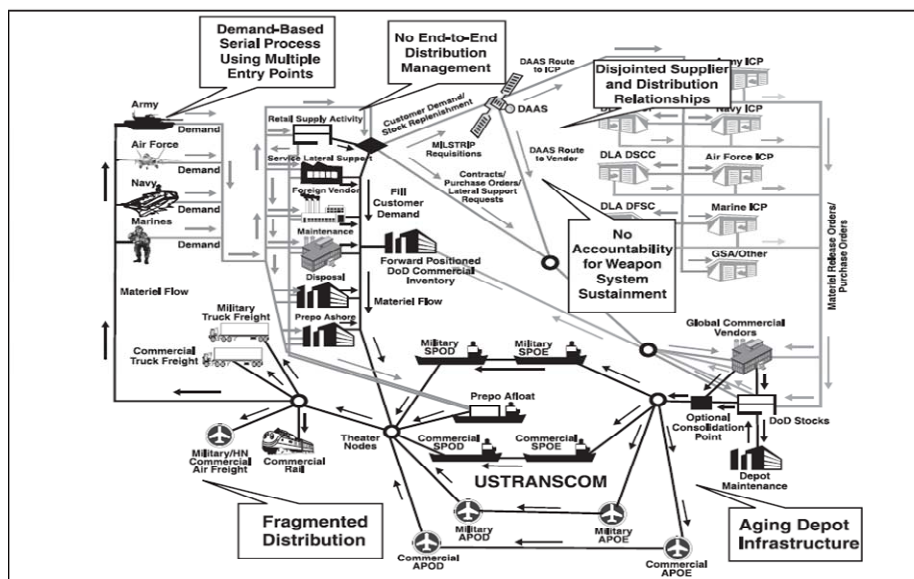 Demand-Based
Serial Process
Using Multiple
Entry Points
No End-to-End
Distribution
Management
DAAS Route
to ICP
DAAS
Disjointed Supplier
and Distribution
Relationships
Army ICP
Navy ICP
Air Force ICP
Marine ICP
GSA/Other
DLA DSCC
DLA DFSC
Army
Demand
Air Force
Demand
Navy
Demand
Marines
Demand
Retail Supply Activity
Service Lateral Support
Foreign Vendor
Maintenance
Disposal
Prepo Ashore
Customer Demand/
Stock Replenishment
MILSTRIP
Requisitions
DAAS Route
to Vendor
Contracts/
Purchase Orders/
Lateral Support
Requests
Fill
Customer
Demand
Forward Positioned
DoD Commercial
Inventory
Materiel Flow
No
Accountability
for Weapon
System
Sustainment
Materiel Release Orders/
Purchase Orders
Materiel Flow
Military
Truck Freight
Commercial
Truck Freight
Military
SPOD
Military
SPOE
Global Commercial
Vendors
Prepo Afloat
Optional
Consolidation
Point
DoD Stocks
Theater
Nodes
Commercial
SPOD
Commercial
SPOE
Military/HN
Commercial
Air Freight
Commercial
Rail
USTRANSCOM
Depot
Maintenance
Fragmented
Distribution
Military
APOD
Military
APOE
Commercial
APOD
Commercial
APOE
Aging Depot
Infrastructure